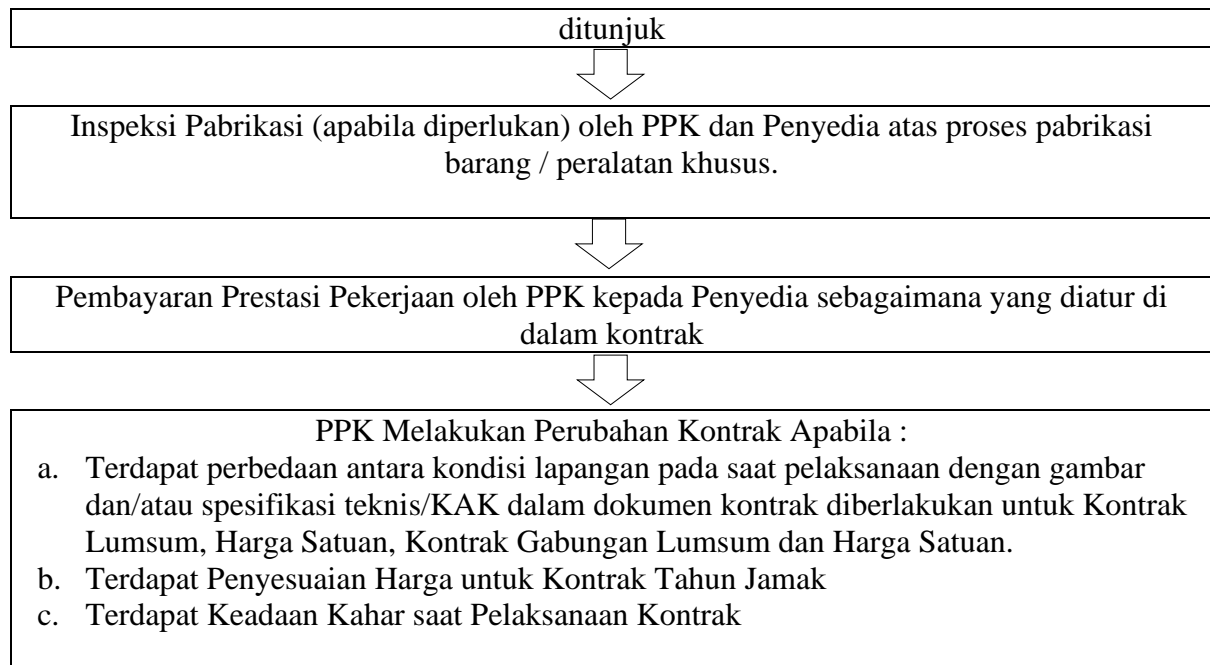 ditunjuk
Inspeksi Pabrikasi (apabila diperlukan) oleh PPK dan Penyedia atas proses pabrikasi
barang / peralatan khusus.
Pembayaran Prestasi Pekerjaan oleh PPK kepada Penyedia sebagaimana yang diatur di
dalam kontrak
PPK Melakukan Perubahan Kontrak Apabila :
a. Terdapat perbedaan antara kondisi lapangan pada saat pelaksanaan dengan gambar
dan/atau spesifikasi teknis/KAK dalam dokumen kontrak diberlakukan untuk Kontrak
Lumsum, Harga Satuan, Kontrak Gabungan Lumsum dan Harga Satuan.
b. Terdapat Penyesuaian Harga untuk Kontrak Tahun Jamak
c. Terdapat Keadaan Kahar saat Pelaksanaan Kontrak